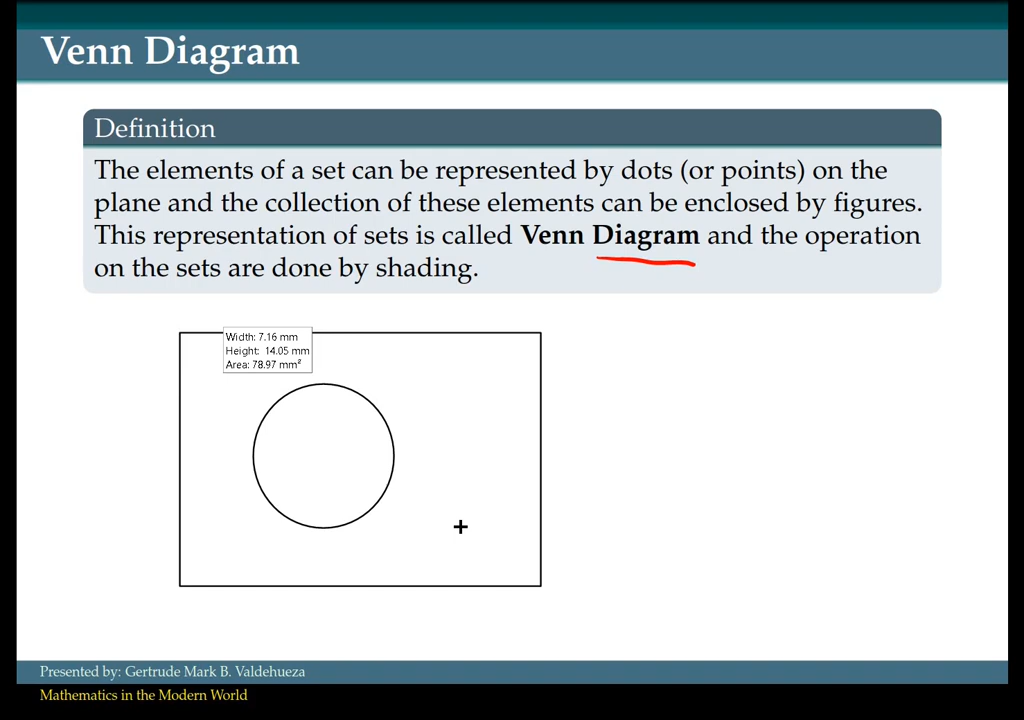 Venn Diagram
Definition
The elements of a set can be represented by dots (or points) on the
plane and the collection of these elements can be enclosed by figures.
This representation of sets is called Venn Diagram and the operation
on the sets are done by shading.
Width: 7.16 mm
Height: 14.05 mm
Area: 78.97 mm²
Presented by: Gertrude Mark B. Valdehueza
Mathematics in the Modern World